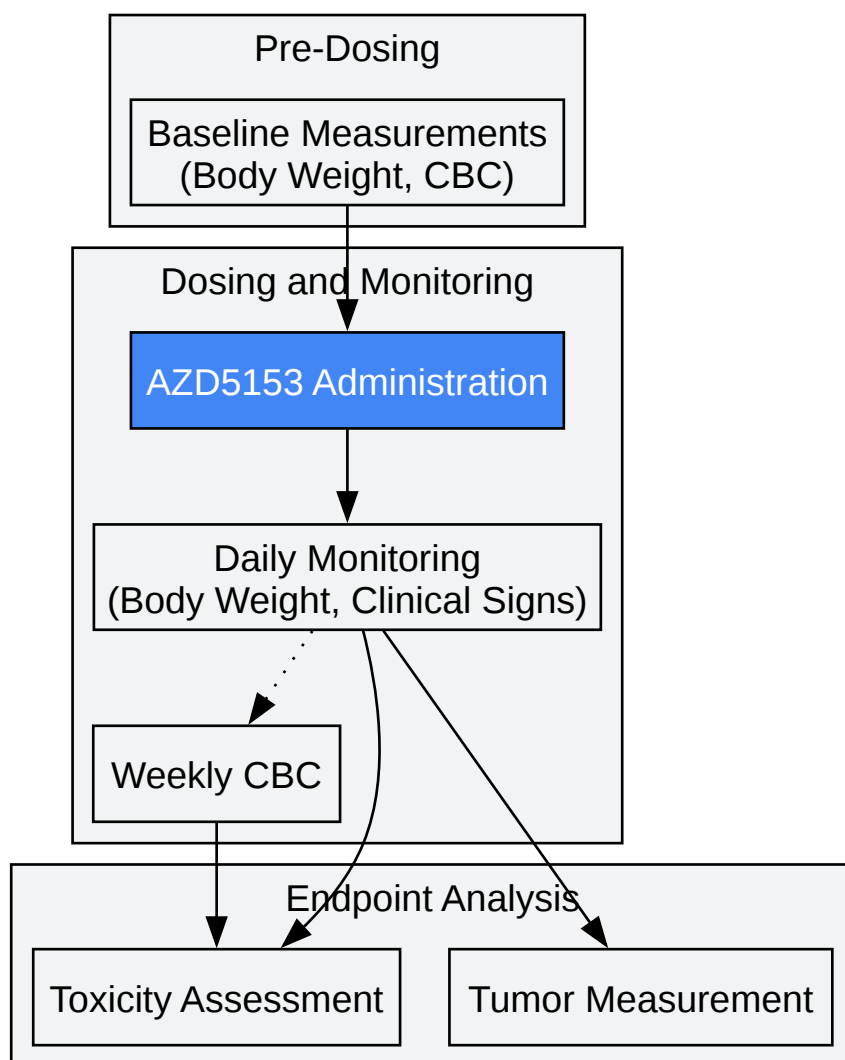 Pre-Dosing
Baseline Measurements
(Body Weight, CBC)
Dosing and Monitoring
AZD5153 Administration
Daily Monitoring
(Body Weight, Clinical Signs)
Weekly CBC
Endpoint Analysis
Toxicity Assessment
Tumor Measurement